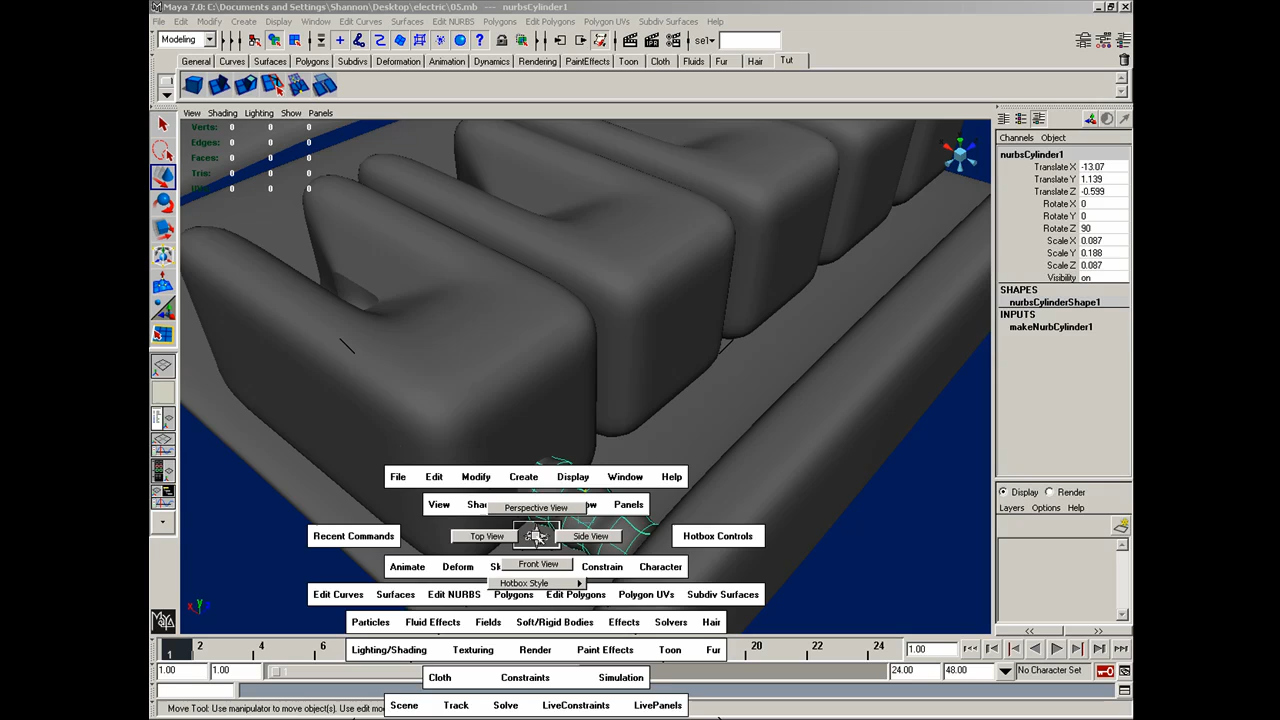 Maya 7.0: C:\Documents and Settings\Shannon\Desktop\electric\05.mb --- nurbsCylinder1
File Edit Modify Create Display Window Edit Curves Surfaces Edit NURBS Polygons Edit Polygons Polygon UVs Subdiv Surfaces Help
Modeling sel
General Curves Surfaces Polygons Subdivs Deformation Animation Dynamics Rendering PaintEffects Toon Cloth Fluids Fur Hair Tut
View Shading Lighting Show Panels
Verts: 0 0 0
Edges: 0 0 0
Faces: 0 0 0
Tris: 0 0 0
0 0 0
Channels Object
nurbsCylinder1
Translate X -13.07
Translate Y 1.139
Translate Z -0.599
Rotate X 0
Rotate Y 0
Rotate Z 90
Scale X 0.087
Scale Y 0.188
Scale Z 0.087
Visibility on
SHAPES
nurbsCylinderShape1
INPUTS
makeNurbCylinder1
File Edit Modify Create Display Window Help
View Panels
Perspective View
Recent Commands Top View Side View Hotbox Controls
Front View
Animate Deform Constrain Character
Hotbox Style
Edit Curves Surfaces Edit NURBS Polygons Edit Polygons Polygon UVs Subdiv Surfaces
Particles Fluid Effects Fields Soft/Rigid Bodies Effects Solvers Hair
Lighting/Shading Texturing Render Paint Effects Toon Fur
Cloth Constraints Simulation
Scene Track Solve LiveConstraints LivePanels
Display Render
Layers Options Help
x y
1 2 4 6 20 22 24 1.00
1.00 1.00 1 24.00 48.00 No Character Set
Move Tool: Use manipulator to move object(s). Use edit mo